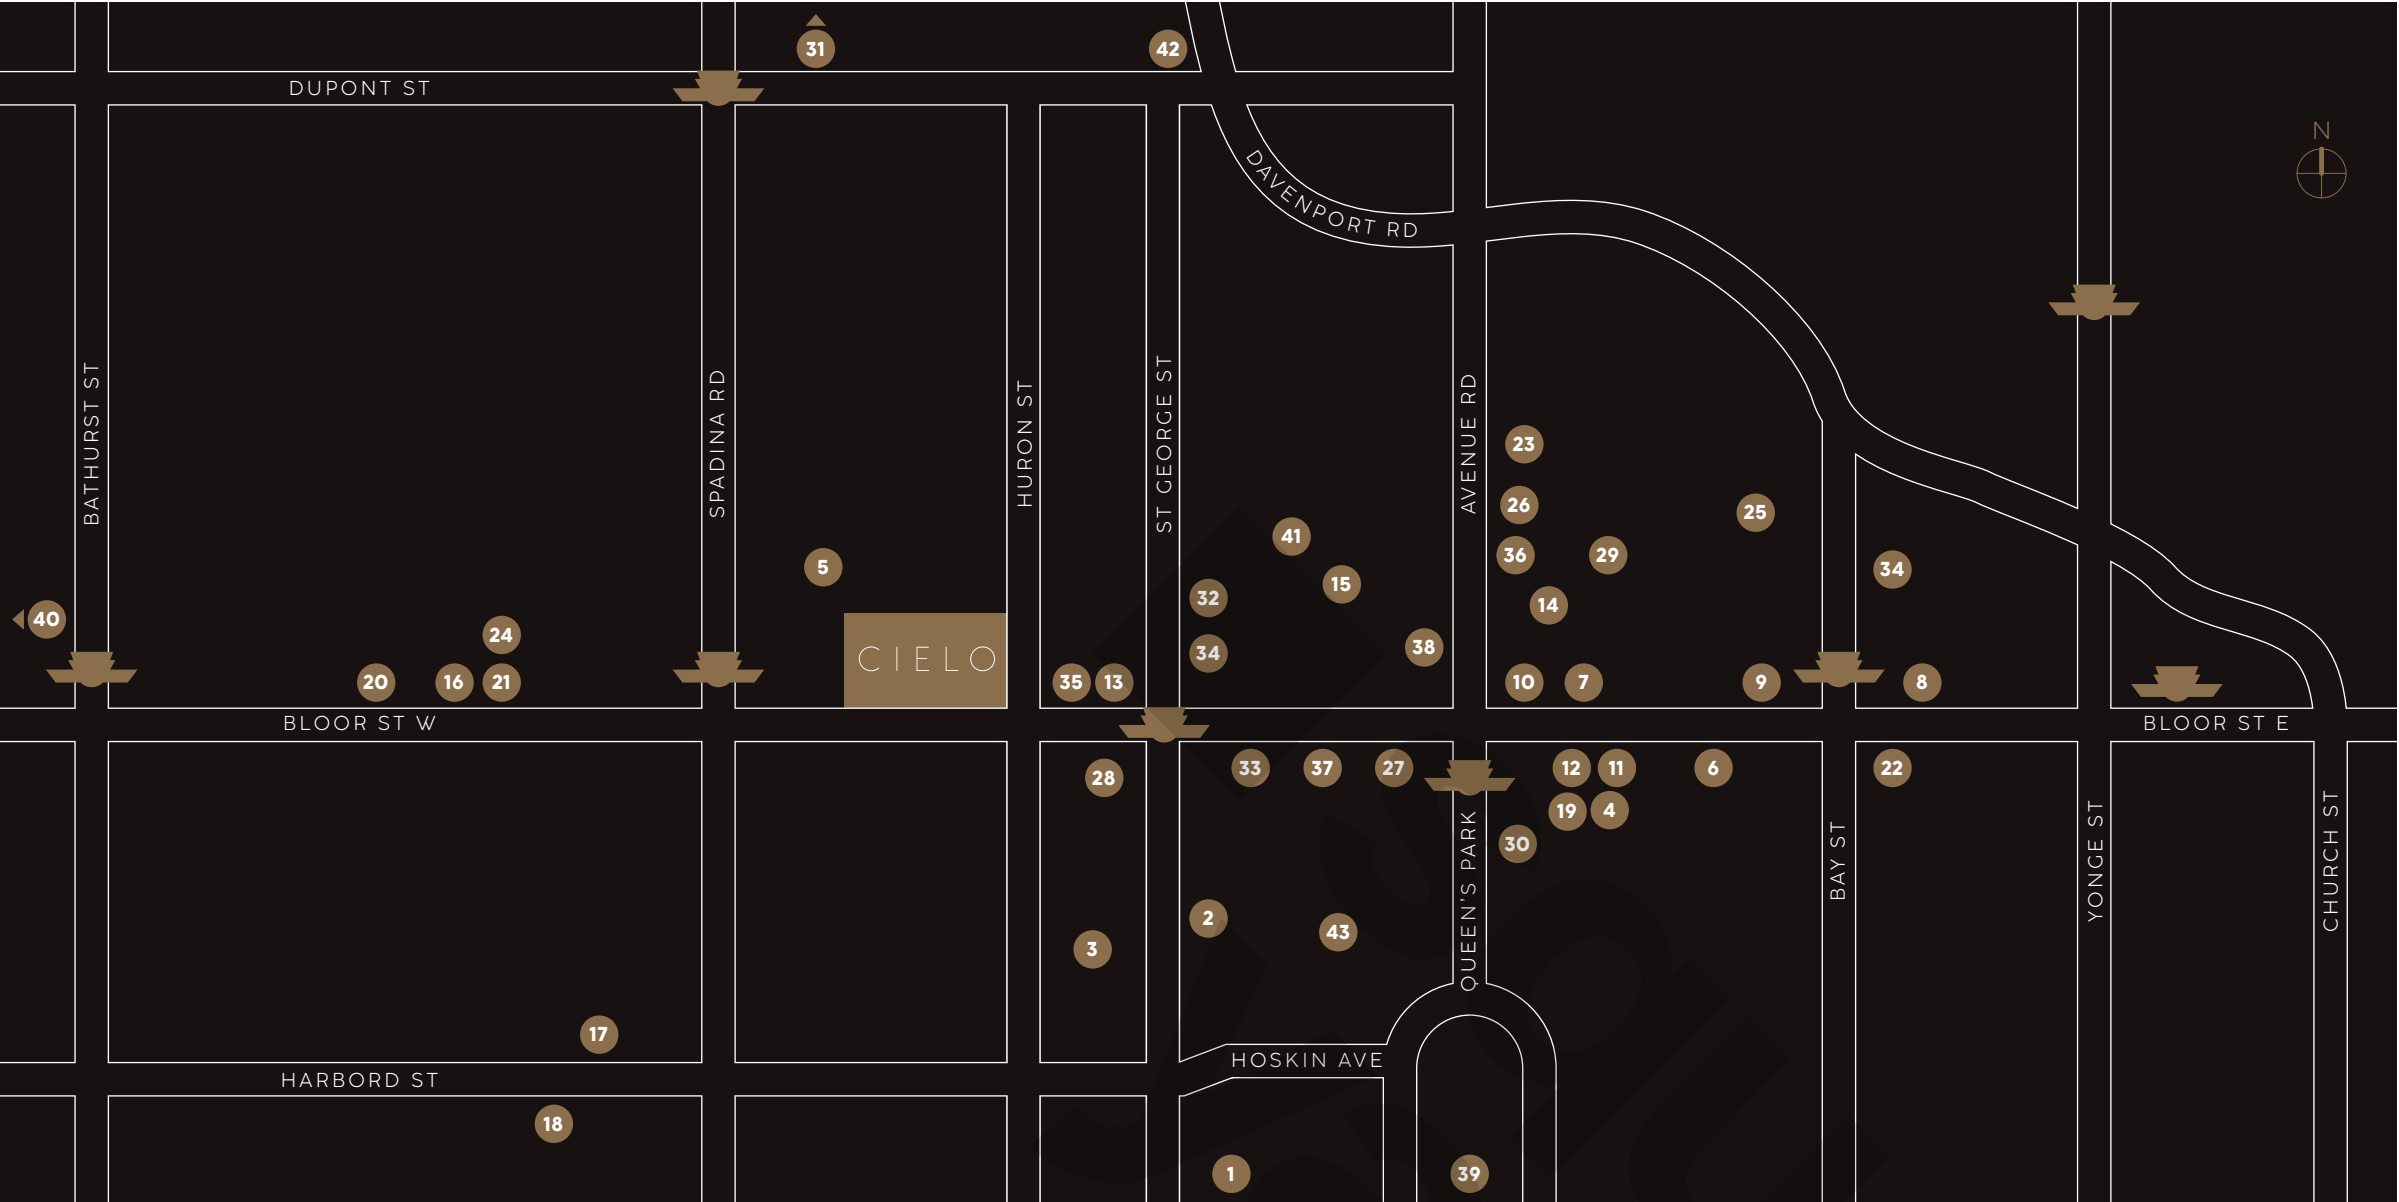 31
42
DUPONT ST
N
DAVENPORT RD
BATHURST ST
SPADINA RD
HURON ST
ST GEORGE ST
AVENUE RD
23
26
25
41
36
29
5
34
15
32
14
40
24
38
34
CIELO
20
16
21
35
13
10
7
9
8
BLOOR ST W
BLOOR ST E
28
33
37
27
12
11
6
22
19
4
30
QUEEN'S PARK
BAY ST
YONGE ST
CHURCH ST
2
43
3
17
HOSKIN AVE
HARBORD ST
18
1
39